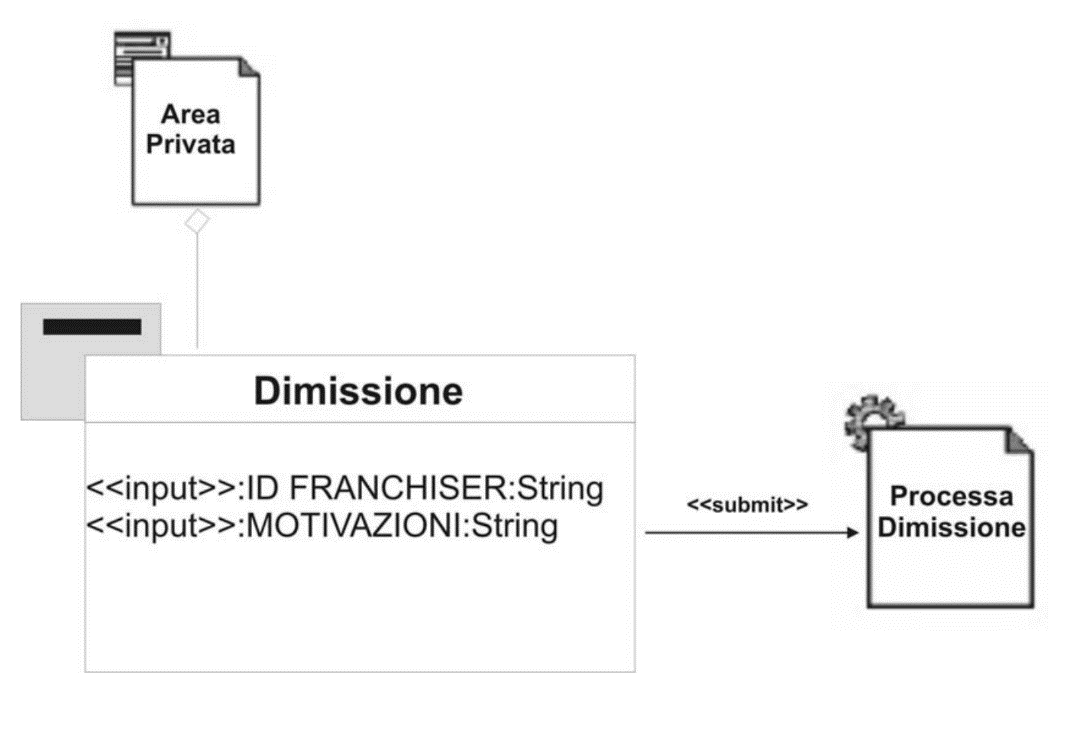 Area
Privata
Dimissione
<<input>>:ID FRANCHISER:String
<<input>>:MOTIVAZIONI:String
<<submit>>
Processa
Dimissione